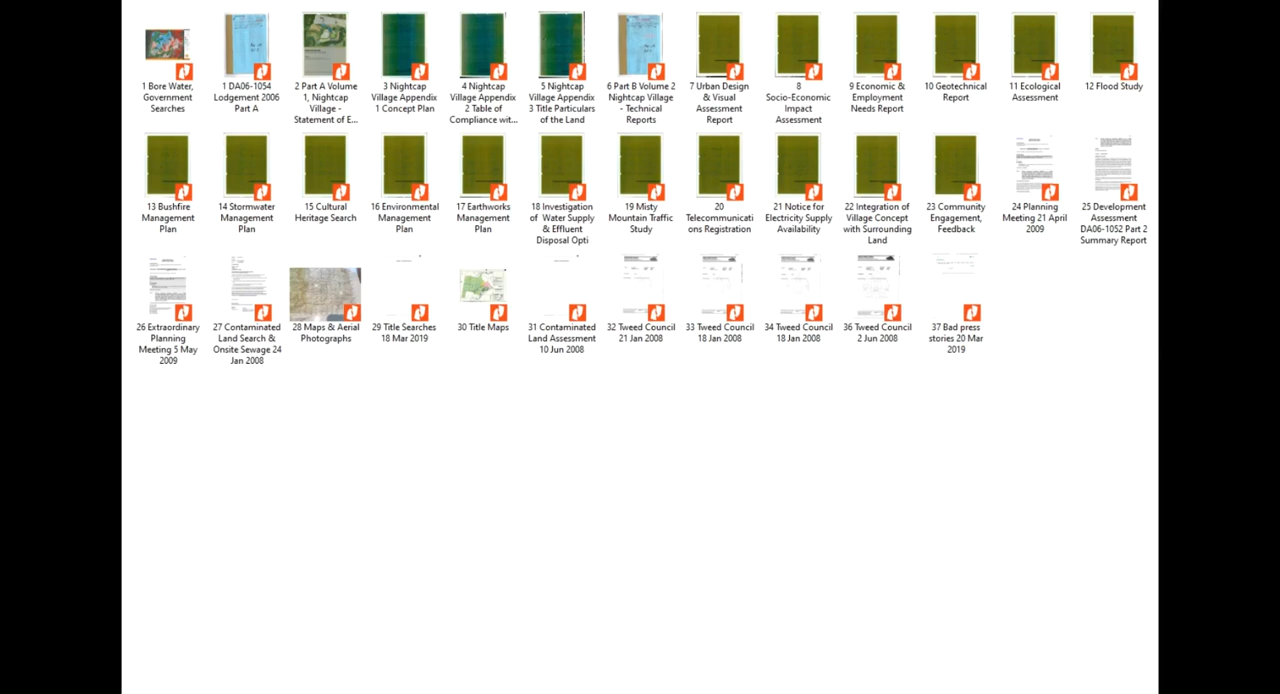 1 Bore Water,
Government
Searches
1 DA06-1054
Lodgement 2006
Part A
2 Part A Volume
1, Nightcap
Village -
Statement of E...
3 Nightcap
Village Appendix
1 Concept Plan
4 Nightcap
Village Appendix
2 Table of
Compliance wit...
5 Nightcap
Village Appendix
3 Title Particulars
of the Land
6 Part B Volume 2
Nightcap Village
- Technical
Reports
7 Urban Design
& Visual
Assessment
Report
8
Socio-Economic
Impact
Assessment
9 Economic &
Employment
Needs Report
10 Geotechnical
Report
11 Ecological
Assessment
12 Flood Study
13 Bushfire
Management
Plan
14 Stormwater
Management
Plan
15 Cultural
Heritage Search
16 Environmental
Management
Plan
17 Earthworks
Management
Plan
18 Investigation
of Water Supply
& Effluent
Disposal Opti
19 Misty
Mountain Traffic
Study
20
Telecommunicati
ons Registration
21 Notice for
Electricity Supply
Availability
22 Integration of
Village Concept
with Surrounding
Land
23 Community
Engagement,
Feedback
24 Planning
Meeting 21 April
2009
25 Development
Assessment
DA06-1052 Part 2
Summary Report
26 Extraordinary
Planning
Meeting 5 May
2009
27 Contaminated
Land Search &
Onsite Sewage 24
Jan 2008
28 Maps & Aerial
Photographs
29 Title Searches
18 Mar 2019
30 Title Maps
31 Contaminated
Land Assessment
10 Jun 2008
32 Tweed Council
21 Jan 2008
33 Tweed Council
18 Jan 2008
34 Tweed Council
18 Jan 2008
36 Tweed Council
2 Jun 2008
37 Bad press
stories 20 Mar
2019